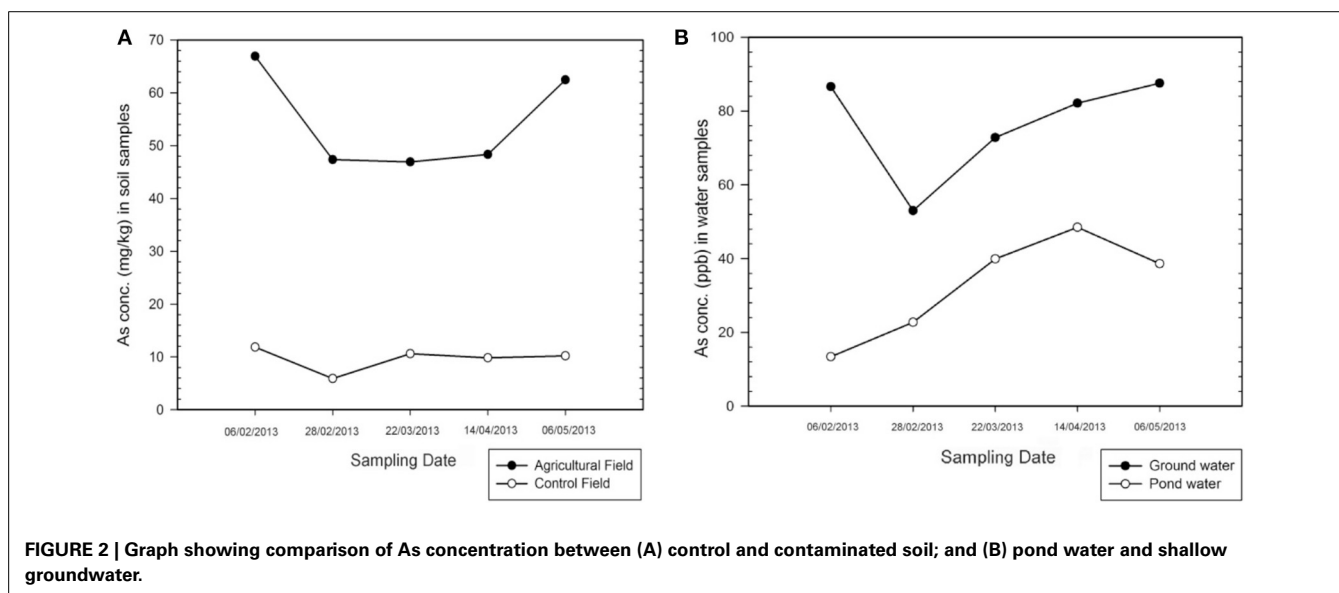 A
70
60
50
40
30
20
10
0
As conc. (mg/kg) in soil samples
06/02/2013 28/02/2013 22/03/2013 14/04/2013 06/05/2013
Sampling Date
Agricultural Field
Control Field
B
100
80
60
40
20
0
As conc. (ppb) in water samples
06/02/2013 28/02/2013 22/03/2013 14/04/2013 06/05/2013
Sampling Date
Ground water
Pond water
FIGURE 2 | Graph showing comparison of As concentration between (A) control and contaminated soil; and (B) pond water and shallow
groundwater.